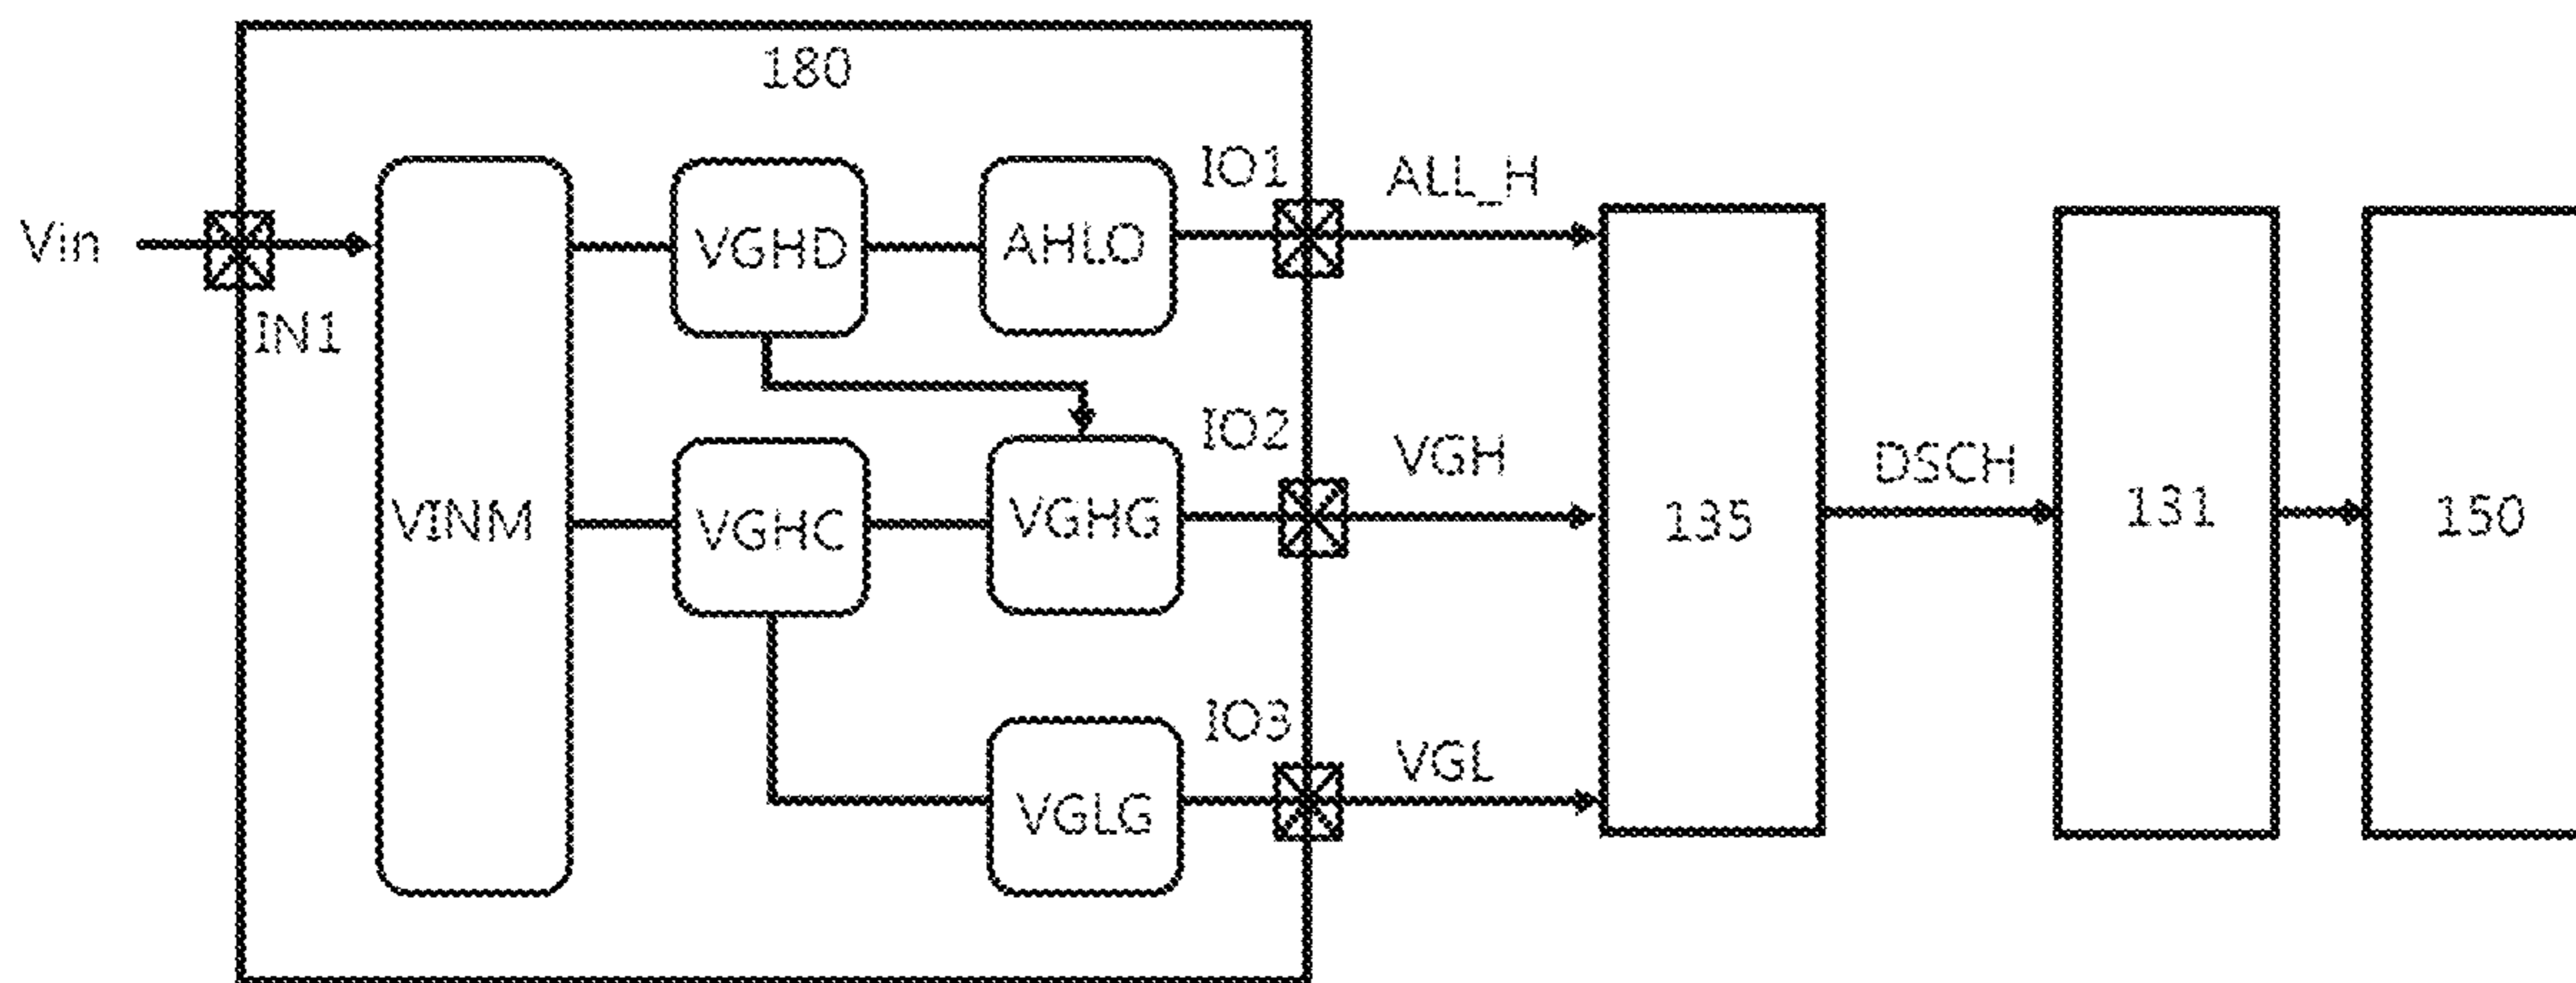 180
IO1
ALL_H
Vin
VGHD
AHLO
IN1
IO2
VGH
DSCH
VINM
VGHC
VGHG
135
131
150
IO3
VGL
VGLG